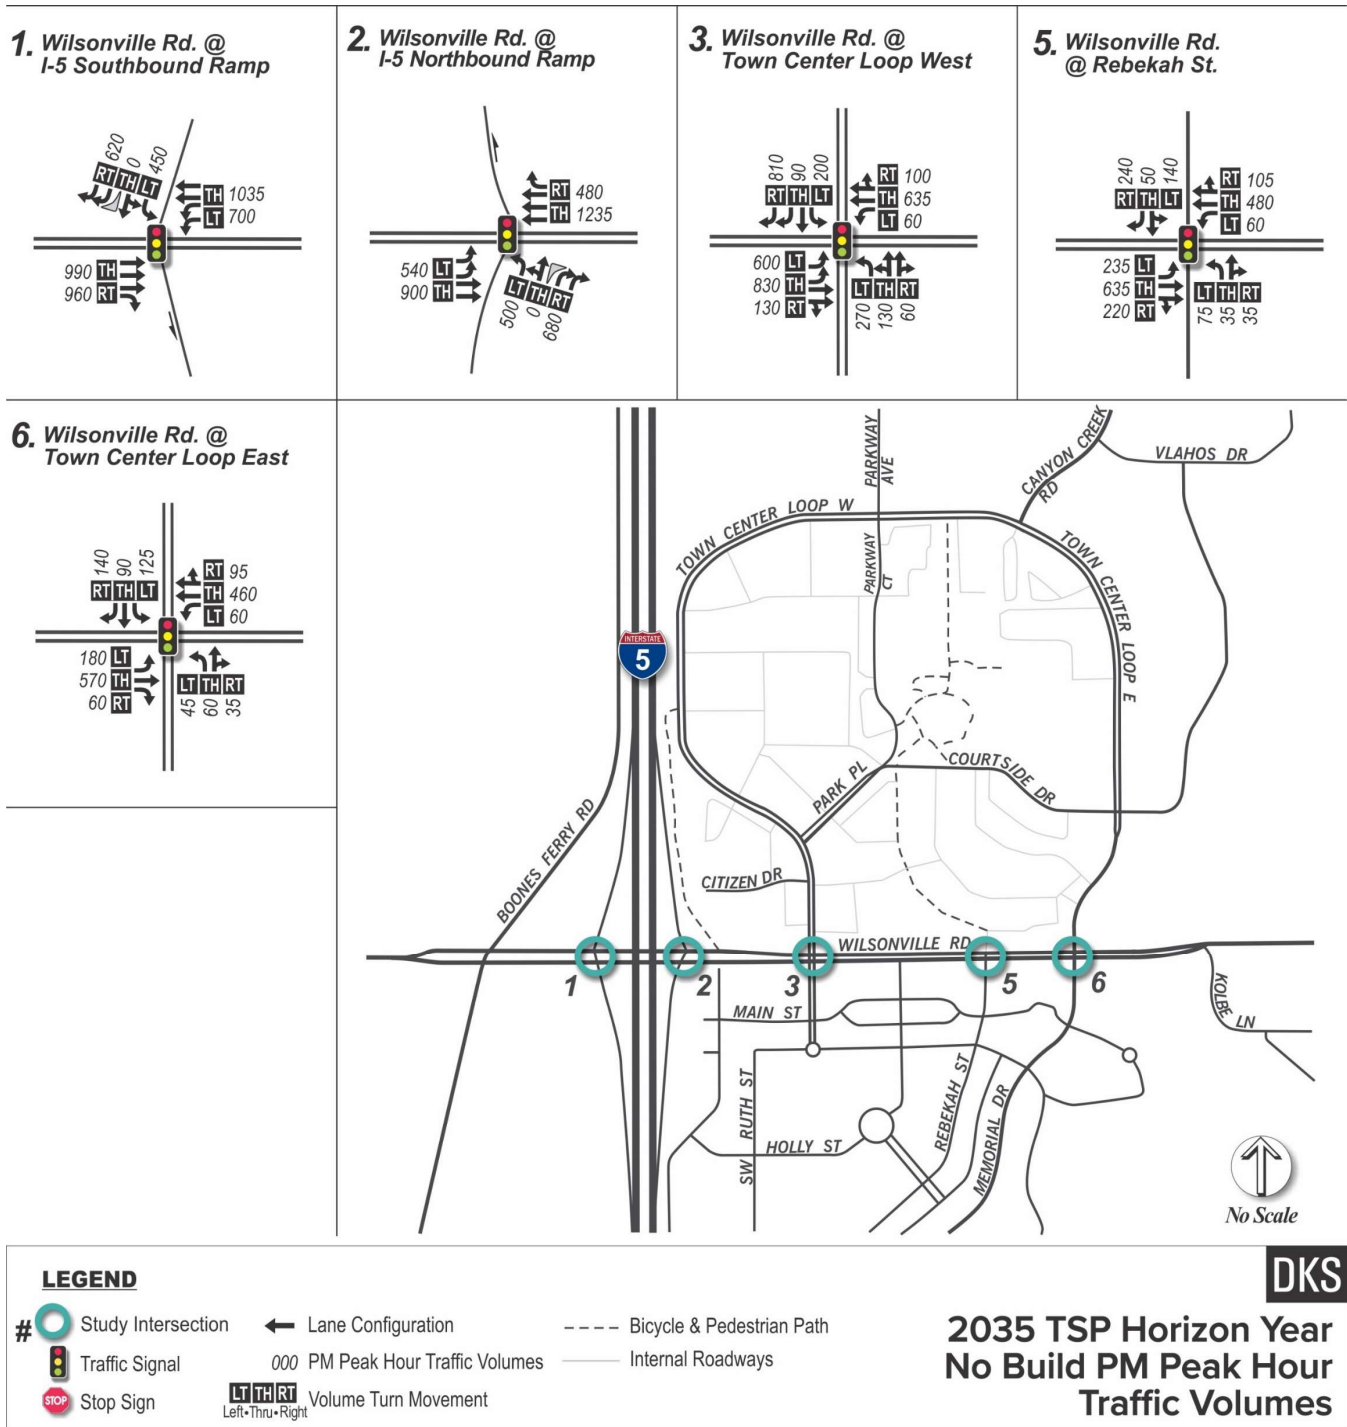 1. Wilsonville Rd. @
I-5 Southbound Ramp
620 0 450
RT TH LT
TH 1035
LT 700
990 TH
960 RT
2. Wilsonville Rd. @
I-5 Northbound Ramp
RT 480
TH 1235
540 LT
900 TH
LT TH RT
500 0 680
3. Wilsonville Rd. @
Town Center Loop West
810 90 200
RT TH LT
RT 100
TH 635
LT 60
600 LT
830 TH
130 RT
LT TH RT
270 130 60
5. Wilsonville Rd.
@ Rebekah St.
240 50 140
RT TH LT
RT 105
TH 480
LT 60
235 LT
635 TH
220 RT
LT TH RT
75 35 35
6. Wilsonville Rd. @
Town Center Loop East
140 90 125
RT TH LT
RT 95
TH 460
LT 60
180 LT
570 TH
60 RT
LT TH RT
45 60 35
PARKWAY
AVE
CANYON CREEK
RD
VLAHOS DR
TOWN CENTER LOOP W
PARKWAY
CT
TOWN CENTER LOOP E
INTERSTATE
5
COURTSIDE DR
PARK PL
BOONES FERRY RD
CITIZEN DR
WILSONVILLE RD
1
2
3
5
6
MAIN ST
KOLBE LN
SW RUTH ST
HOLLY ST
REBEKAH ST
MEMORIAL DR
No Scale
LEGEND
# Study Intersection
Traffic Signal
STOP Stop Sign
Lane Configuration
000 PM Peak Hour Traffic Volumes
LT TH RT Volume Turn Movement
Left•Thru•Right
Bicycle & Pedestrian Path
Internal Roadways
DKS
2035 TSP Horizon Year
No Build PM Peak Hour
Traffic Volumes